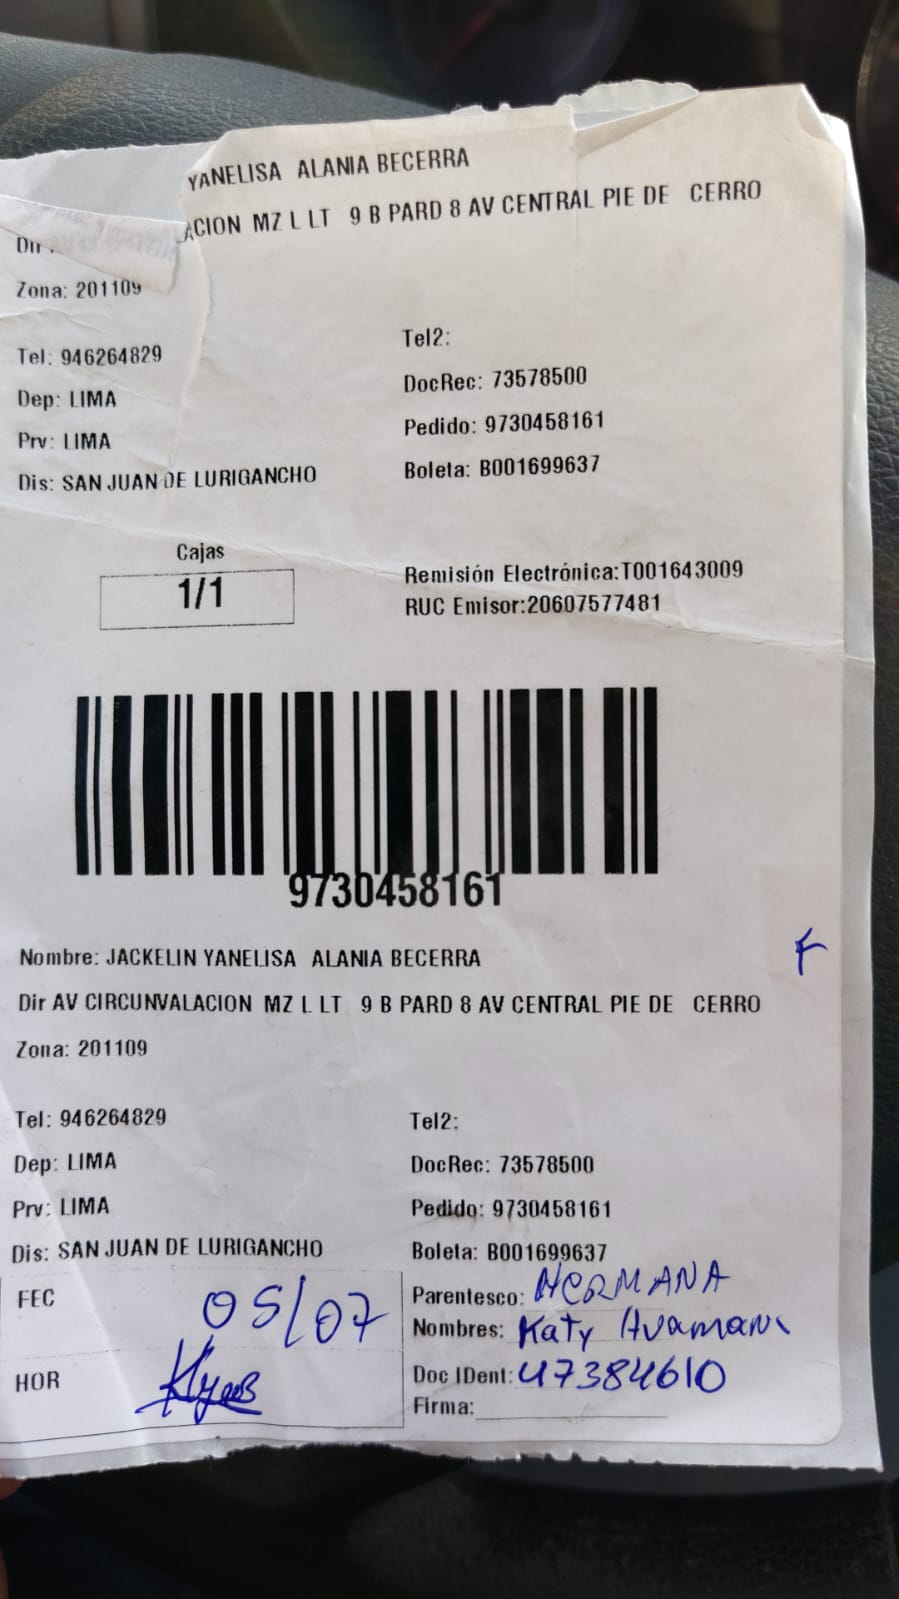 YANELISA ALANIA BECERRA
ACION MZ L LT 9 B PARD 8 AV CENTRAL PIE DE CERRO
Dir
Zona: 201109
Tel: 946264829
Tel2:
Dep: LIMA
DocRec: 73578500
Prv: LIMA
Pedido: 9730458161
Dis: SAN JUAN DE LURIGANCHO
Boleta: B001699637
Cajas
1/1
Remisión Electrónica:T001643009
RUC Emisor:20607577481
9730458161
Nombre: JACKELIN YANELISA ALANIA BECERRA
Dir AV CIRCUNVALACION MZ L LT 9 B PARD 8 AV CENTRAL PIE DE CERRO
Zona: 201109
Tel: 946264829
Tel2:
Dep: LIMA
DocRec: 73578500
Prv: LIMA
Pedido: 9730458161
Dis: SAN JUAN DE LURIGANCHO
Boleta: B001699637
FEC 05/07
Parentesco: HERMANA
Nombres: Katy Huamani
HOR
Doc IDent: 47384610
Firma: